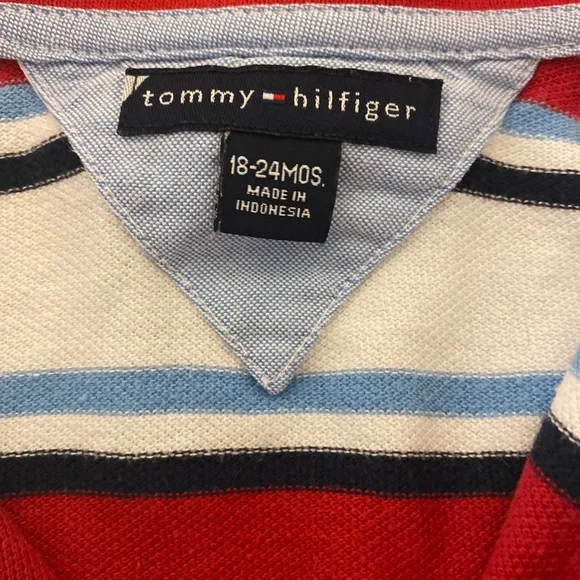 tommy hilfiger
18-24MOS.
MADE IN
INDONESIA